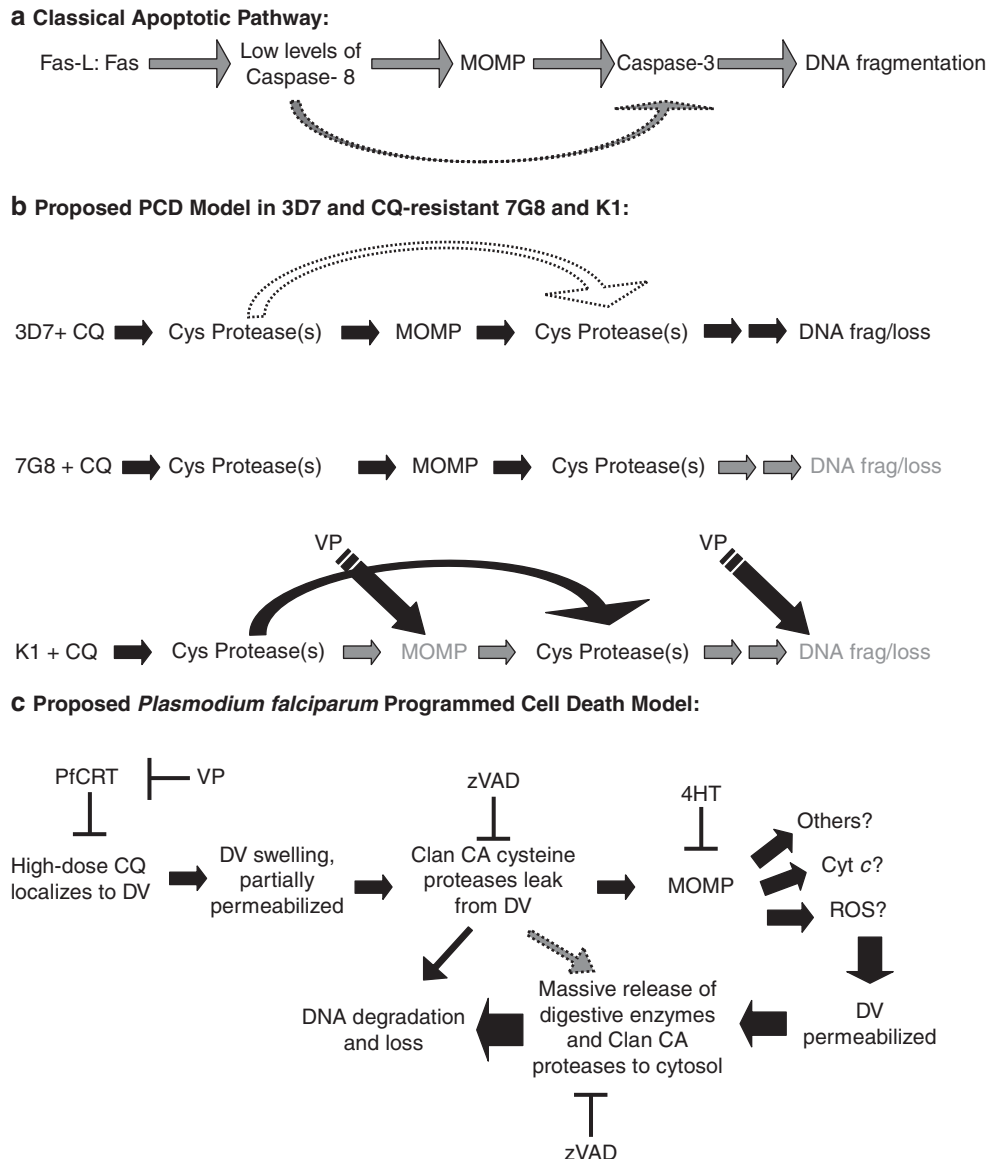 a Classical Apoptotic Pathway:
Fas-L: Fas
Low levels of
Caspase- 8
MOMP
Caspase-3
DNA fragmentation
b Proposed PCD Model in 3D7 and CQ-resistant 7G8 and K1:
3D7+ CQ
Cys Protease(s)
MOMP
Cys Protease(s)
DNA frag/loss
7G8 + CQ
Cys Protease(s)
MOMP
Cys Protease(s)
DNA frag/loss
VP
VP
K1 + CQ
Cys Protease(s)
MOMP
Cys Protease(s)
DNA frag/loss
c Proposed Plasmodium falciparum Programmed Cell Death Model:
PfCRT
VP
zVAD
4HT
High-dose CQ
localizes to DV
DV swelling,
partially
permeabilized
Clan CA cysteine
proteases leak
from DV
MOMP
Others?
Cyt c?
ROS?
DNA degradation
and loss
Massive release of
digestive enzymes
and Clan CA
proteases to cytosol
DV
permeabilized
zVAD